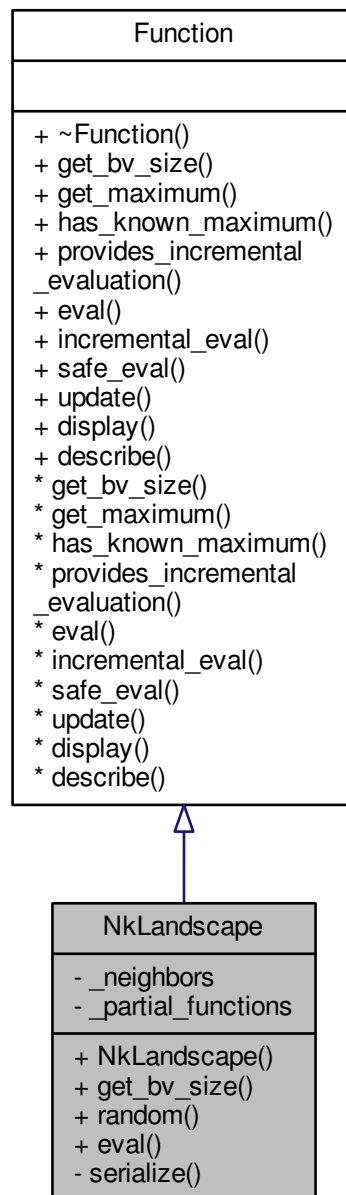 Function
+ ~Function()
+ get_bv_size()
+ get_maximum()
+ has_known_maximum()
+ provides_incremental
_evaluation()
+ eval()
+ incremental_eval()
+ safe_eval()
+ update()
+ display()
+ describe()
* get_bv_size()
* get_maximum()
* has_known_maximum()
* provides_incremental
_evaluation()
* eval()
* incremental_eval()
* safe_eval()
* update()
* display()
* describe()
NkLandscape
- _neighbors
- _partial_functions
+ NkLandscape()
+ get_bv_size()
+ random()
+ eval()
- serialize()